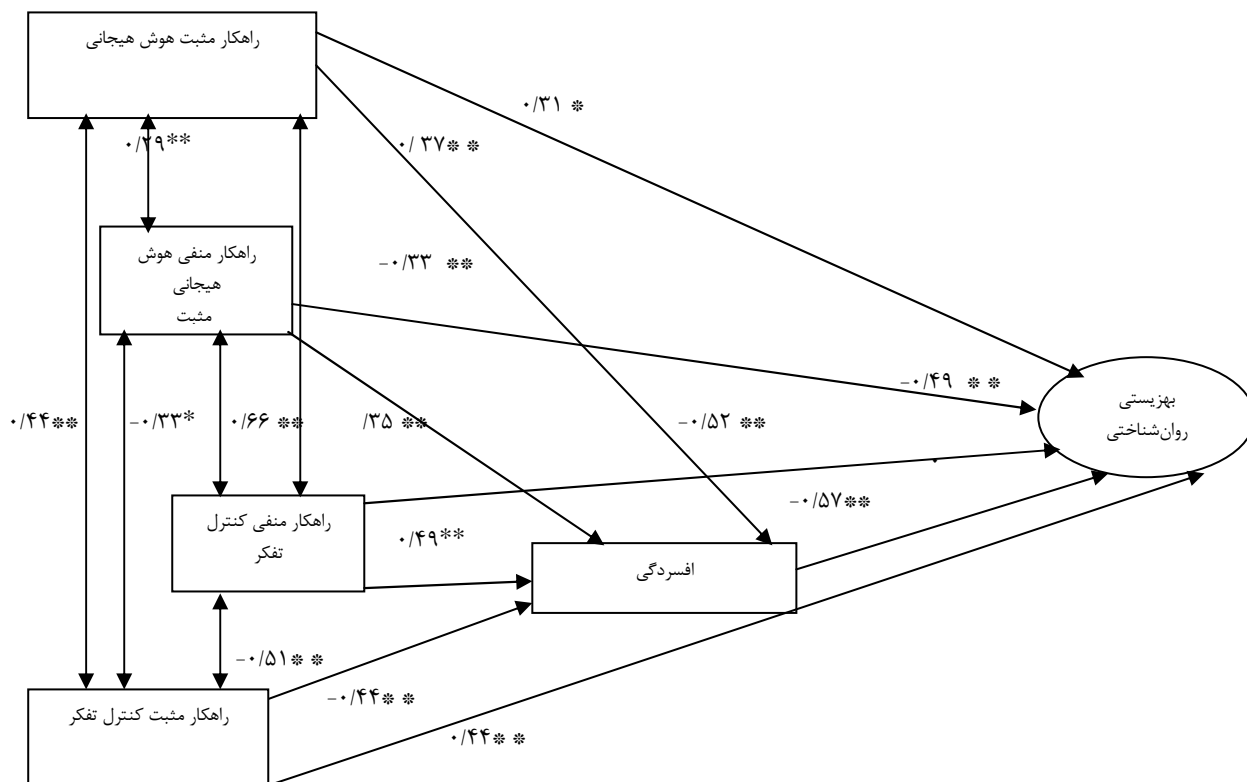 راهکار مثبت هوش هیجانی
۰/۳۱ *
۰/۲۹**
۰/ ۳۷* *
راهکار منفی هوش
هیجانی
مثبت
-۰/۳۳ **
-۰/۴۹ * *
بهزیستی
روان‌شناختی
۰/۴۴**
-۰/۳۳*
۰/۶۶ **
/۳۵ **
-۰/۵۲ **
راهکار منفی کنترل
تفکر
-۰/۵۷**
۰/۴۹**
افسردگی
-۰/۵۱* *
-۰/۴۴* *
راهکار مثبت کنترل تفکر
۰/۴۴* *